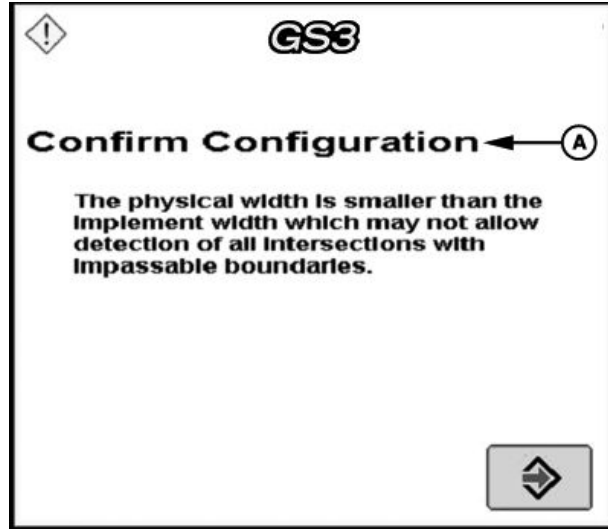 GS3
Confirm Configuration
A
The physical width is smaller than the
implement width which may not allow
detection of all intersections with
impassable boundaries.